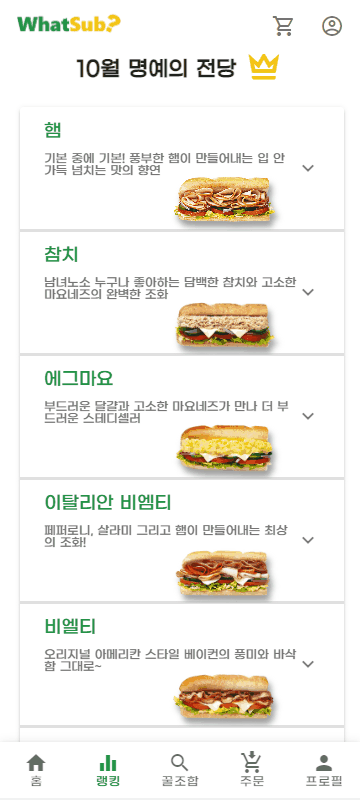 WhatSub?
10월 명예의 전당
햄
기본 중에 기본! 풍부한 햄이 만들어내는 입 안
가득 넘치는 맛의 향연
참치
남녀노소 누구나 좋아하는 담백한 참치와 고소한
마요네즈의 완벽한 조화
에그마요
부드러운 달걀과 고소한 마요네즈가 만나 더 부
드러운 스테디셀러
이탈리안 비엠티
페퍼로니, 살라미 그리고 햄이 만들어내는 최상
의 조화!
비엘티
오리지널 아메리칸 스타일 베이컨의 풍미와 바삭
함 그대로~
홈
랭킹
꿀조합
주문
프로필